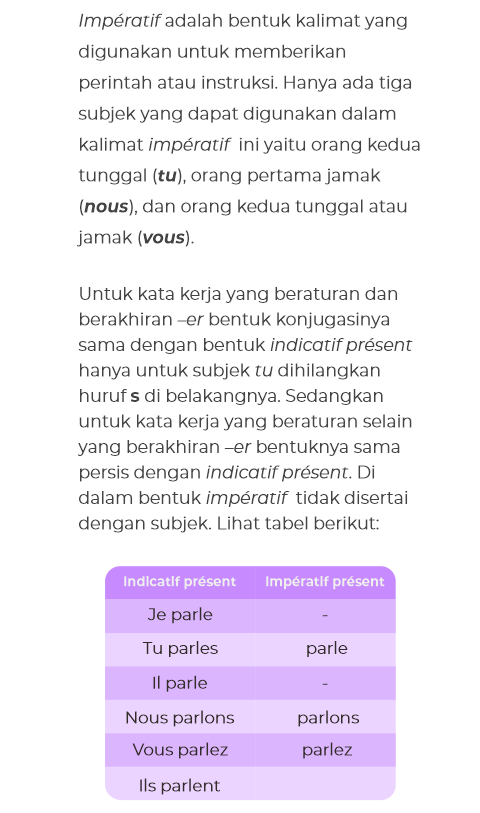 Impératif adalah bentuk kalimat yang
digunakan untuk memberikan
perintah atau instruksi. Hanya ada tiga
subjek yang dapat digunakan dalam
kalimat impératif ini yaitu orang kedua
tunggal (tu), orang pertama jamak
(nous), dan orang kedua tunggal atau
jamak (vous).
Untuk kata kerja yang beraturan dan
berakhiran –er bentuk konjugasinya
sama dengan bentuk indicatif présent
hanya untuk subjek tu dihilangkan
huruf s di belakangnya. Sedangkan
untuk kata kerja yang beraturan selain
yang berakhiran –er bentuknya sama
persis dengan indicatif présent. Di
dalam bentuk impératif tidak disertai
dengan subjek. Lihat tabel berikut:
Indicatif présent Impératif présent
Je parle -
Tu parles parle
Il parle -
Nous parlons parlons
Vous parlez parlez
Ils parlent